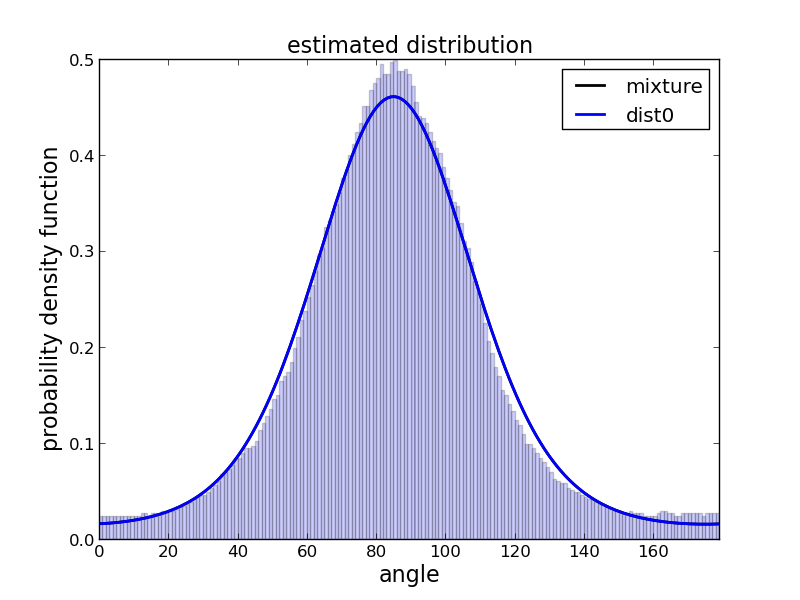 estimated distribution
mixture
dist0
probability density function
0.5
0.4
0.3
0.2
0.1
0.0
0 20 40 60 80 100 120 140 160
angle